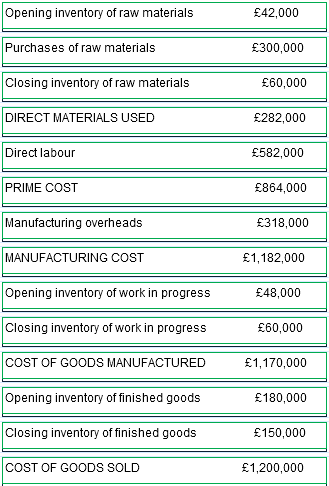 Opening inventory of raw materials £42,000
Purchases of raw materials £300,000
Closing inventory of raw materials £60,000
DIRECT MATERIALS USED £282,000
Direct labour £582,000
PRIME COST £864,000
Manufacturing overheads £318,000
MANUFACTURING COST £1,182,000
Opening inventory of work in progress £48,000
Closing inventory of work in progress £60,000
COST OF GOODS MANUFACTURED £1,170,000
Opening inventory of finished goods £180,000
Closing inventory of finished goods £150,000
COST OF GOODS SOLD £1,200,000